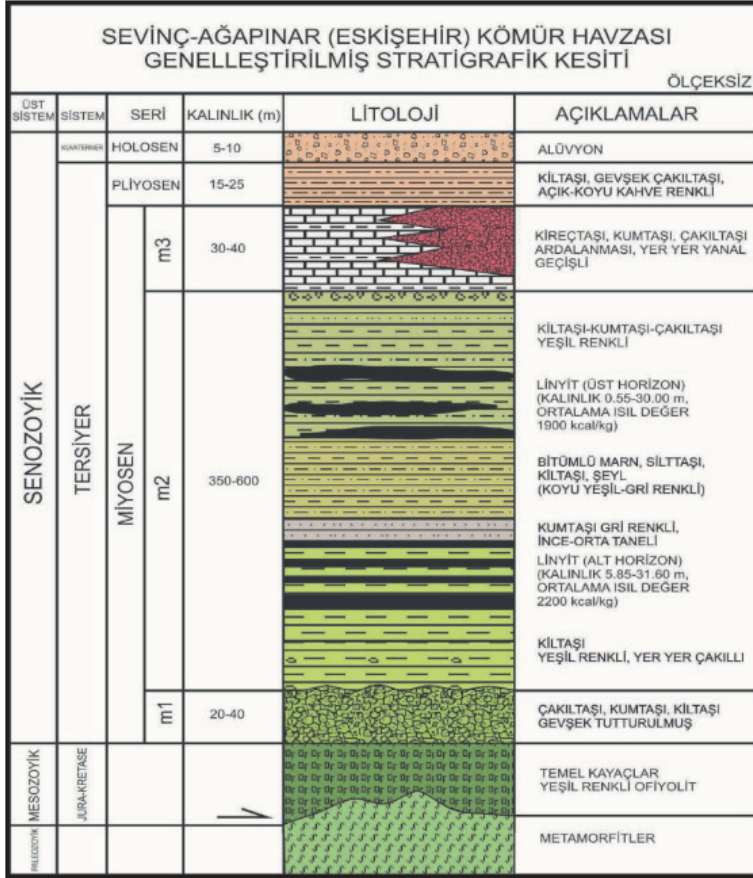 SEVİNÇ-AĞAPINAR (ESKİŞEHİR) KÖMÜR HAVZASI
GENELLEŞTİRİLMİŞ STRATİGRAFİK KESİTİ
ÖLÇEKSİZ
ÜST SİSTEM
SİSTEM
SERİ
KALINLIK (m)
LİTOLOJİ
AÇIKLAMALAR
SENOZOYİK
KUVATERNER
HOLOSEN
5-10
ALÜVYON
TERSİYER
PLİYOSEN
15-25
KİLTAŞI, GEVŞEK ÇAKILTAŞI,
AÇIK-KOYU KAHVE RENKLİ
MİYOSEN
m3
30-40
KİREÇTAŞI, KUMTAŞI, ÇAKILTAŞI
ARDALANMASI, YER YER YANAL
GEÇİŞLİ
m2
350-600
KİLTAŞI-KUMTAŞI-ÇAKILTAŞI
YEŞİL RENKLİ
LİNYİT (ÜST HORİZON)
(KALINLIK 0.55-30.00 m,
ORTALAMA ISIL DEĞER
1900 kcal/kg)
BİTÜMLÜ MARN, SİLTTAŞI,
KİLTAŞI, ŞEYL
(KOYU YEŞİL-GRİ RENKLİ)
KUMTAŞI GRİ RENKLİ,
İNCE-ORTA TANELİ
LİNYİT (ALT HORİZON)
(KALINLIK 5.85-31.60 m,
ORTALAMA ISIL DEĞER
2200 kcal/kg)
KİLTAŞI
YEŞİL RENKLİ, YER YER ÇAKILLI
m1
20-40
ÇAKILTAŞI, KUMTAŞI, KİLTAŞI
GEVŞEK TUTTURULMUŞ
MESOZOYİK
JURA-KRETASE
TEMEL KAYAÇLAR
YEŞİL RENKLİ OFİYOLİT
PALEOZOYİK
METAMORFİTLER